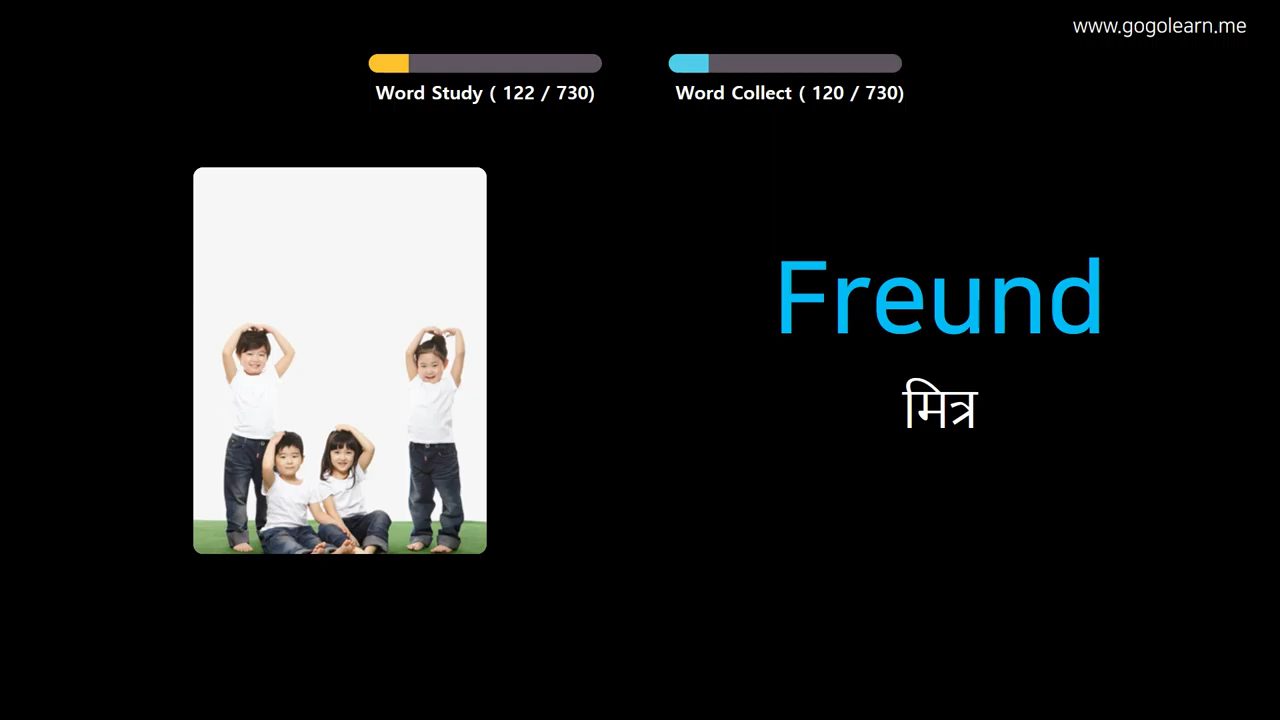 www.gogolearn.me
Word Study ( 122 / 730)
Word Collect ( 120 / 730)
Freund
मित्र